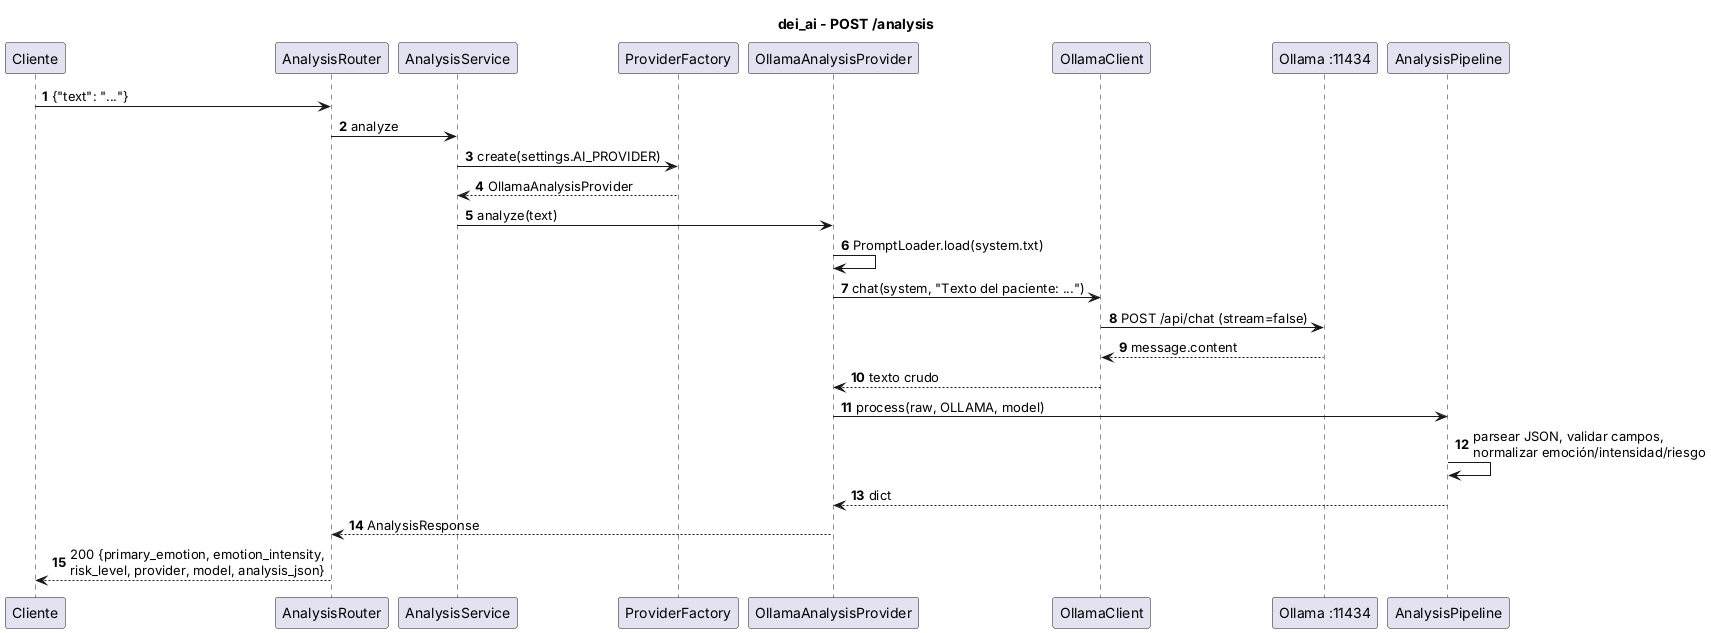 dei_ai - POST /analysis
Cliente
AnalysisRouter
AnalysisService
ProviderFactory
OllamaAnalysisProvider
OllamaClient
Ollama :11434
AnalysisPipeline
1 {"text": "..."}
2 analyze
3 create(settings.AI_PROVIDER)
4 OllamaAnalysisProvider
5 analyze(text)
6 PromptLoader.load(system.txt)
7 chat(system, "Texto del paciente: ...")
8 POST /api/chat (stream=false)
9 message.content
10 texto crudo
11 process(raw, OLLAMA, model)
12 parsear JSON, validar campos,
normalizar emoción/intensidad/riesgo
13 dict
14 AnalysisResponse
15 200 {primary_emotion, emotion_intensity,
risk_level, provider, model, analysis_json}
Cliente
AnalysisRouter
AnalysisService
ProviderFactory
OllamaAnalysisProvider
OllamaClient
Ollama :11434
AnalysisPipeline